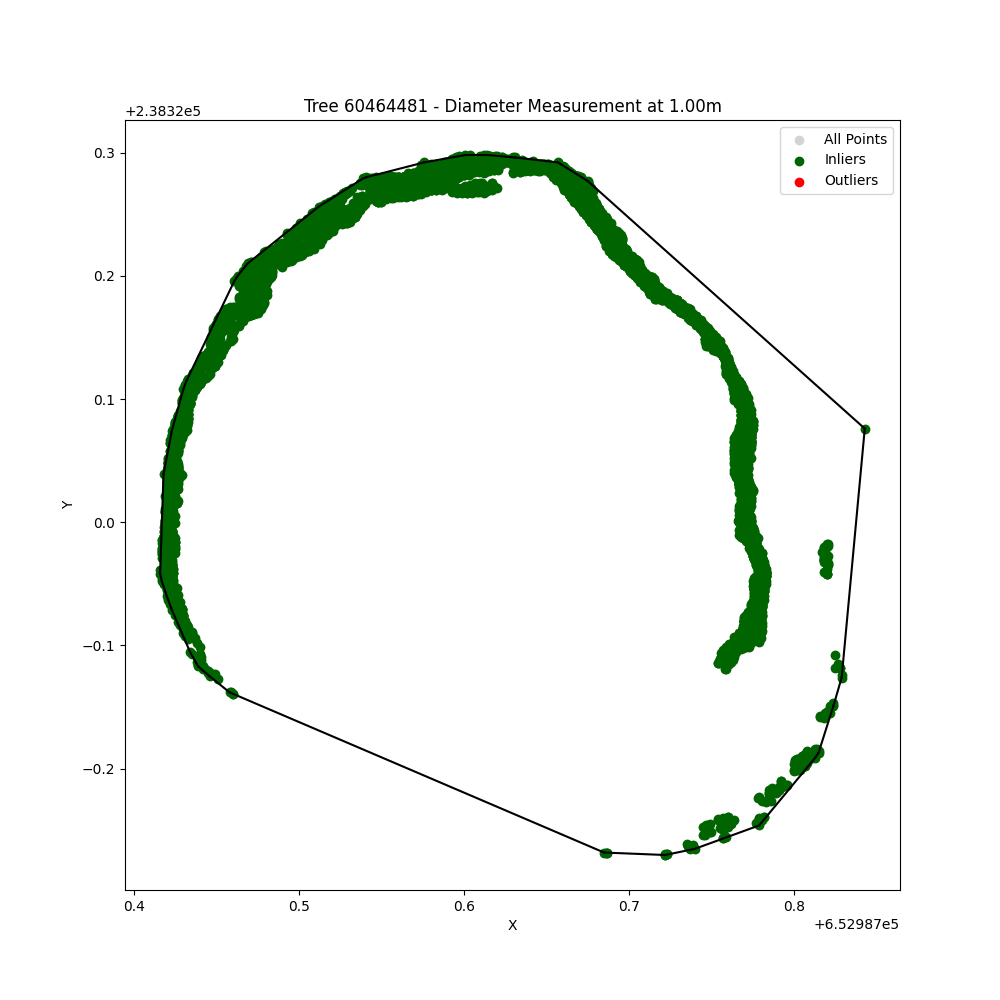 Tree 60464481 - Diameter Measurement at 1.00m
+2.3832e5
All Points
Inliers
Outliers
0.3
0.2
0.1
0.0
−0.1
−0.2
Y
0.4
0.5
0.6
0.7
0.8
X
+6.52987e5